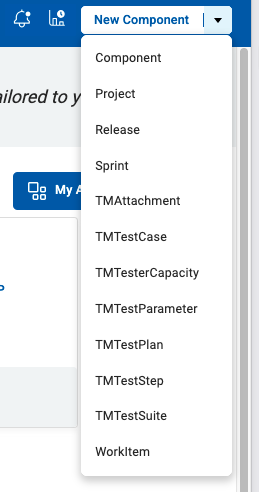 New Component
Component
ailored to y
Project
Release
Sprint
My A
TMAttachment
TMTestCase
TMTesterCapacity
TMTestParameter
TMTestPlan
TMTestStep
TMTestSuite
WorkItem